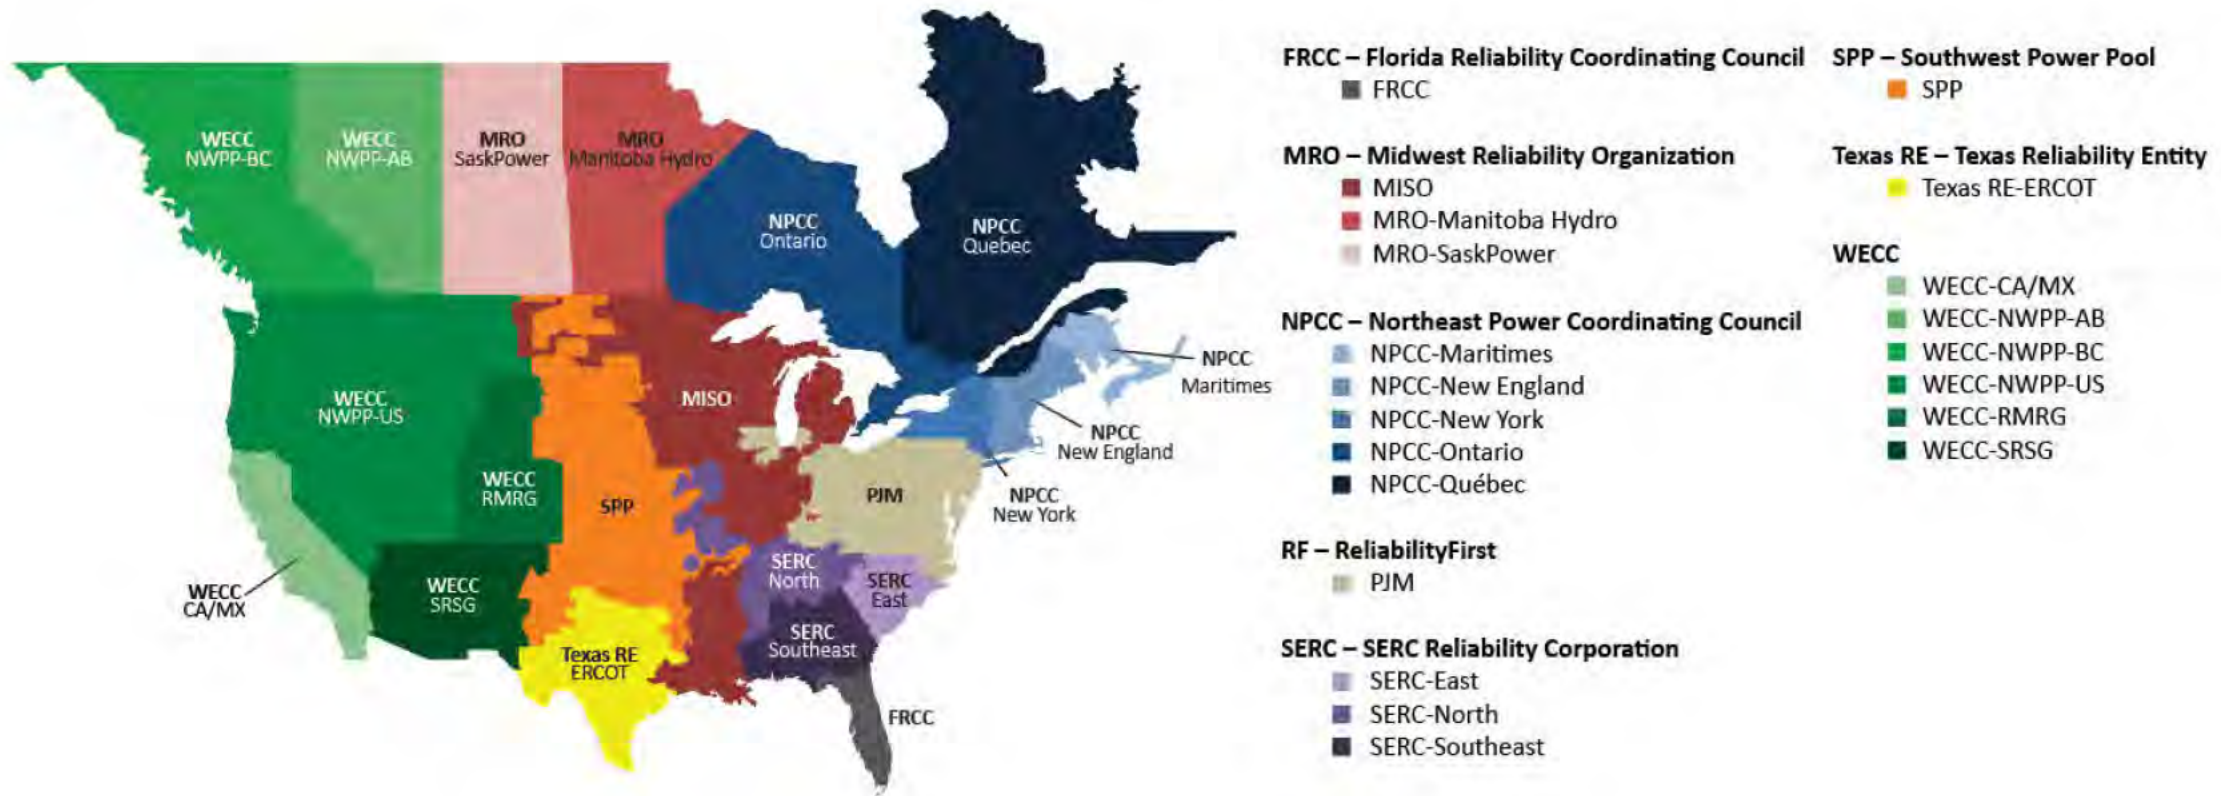 WECC
NWPP-BC
WECC
NWPP-AB
MRO
SaskPower
MRO
Manitoba Hydro
NPCC
Ontario
NPCC
Quebec
WECC
NWPP-US
MISO
NPCC
Maritimes
NPCC
New England
WECC
RMRG
SPP
PJM
NPCC
New York
WECC
CA/MX
WECC
SRSG
SERC
North
SERC
East
SERC
Southeast
Texas RE
ERCOT
FRCC
FRCC – Florida Reliability Coordinating Council
FRCC
MRO – Midwest Reliability Organization
MISO
MRO-Manitoba Hydro
MRO-SaskPower
NPCC – Northeast Power Coordinating Council
NPCC-Maritimes
NPCC-New England
NPCC-New York
NPCC-Ontario
NPCC-Québec
RF – ReliabilityFirst
PJM
SERC – SERC Reliability Corporation
SERC-East
SERC-North
SERC-Southeast
SPP – Southwest Power Pool
SPP
Texas RE – Texas Reliability Entity
Texas RE-ERCOT
WECC
WECC-CA/MX
WECC-NWPP-AB
WECC-NWPP-BC
WECC-NWPP-US
WECC-RMRG
WECC-SRSG